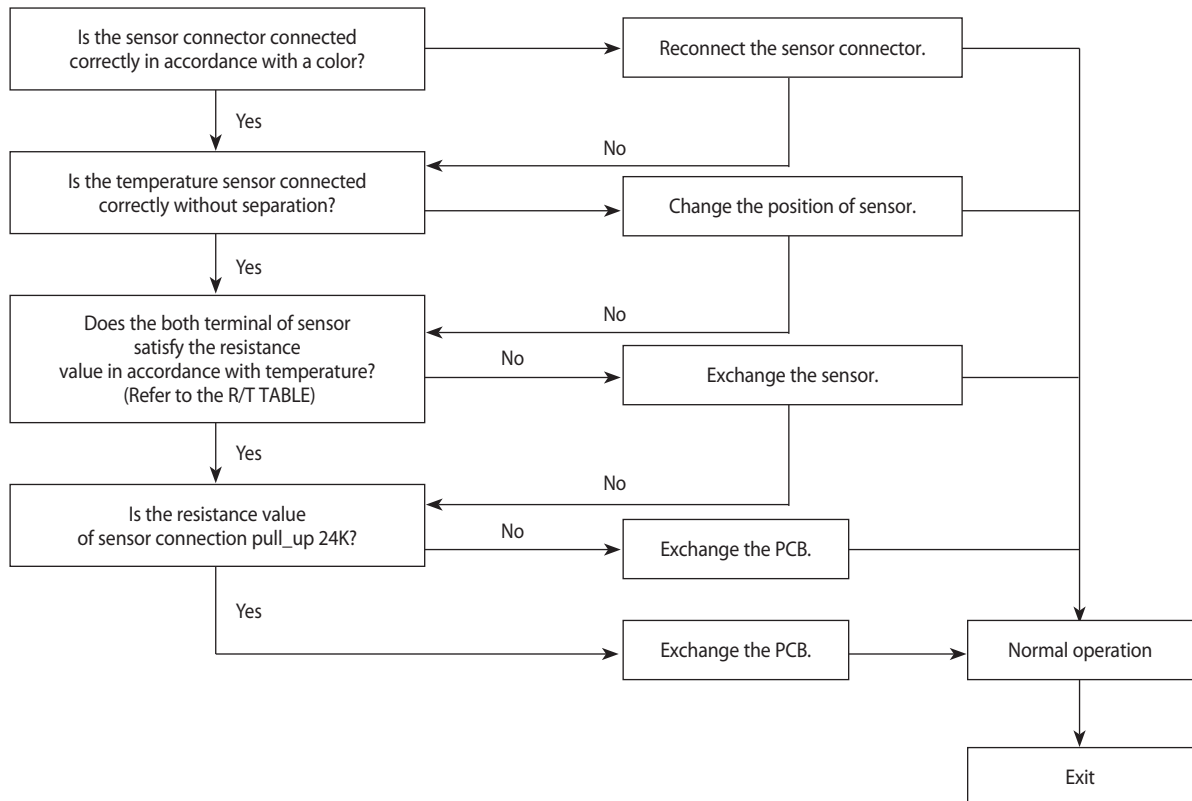 Is the sensor connector connected
correctly in accordance with a color?
Reconnect the sensor connector.
Yes
No
Is the temperature sensor connected
correctly without separation?
Change the position of sensor.
Yes
No
Does the both terminal of sensor
satisfy the resistance
value in accordance with temperature?
(Refer to the R/T TABLE)
No
Exchange the sensor.
Yes
No
Is the resistance value
of sensor connection pull_up 24K?
No
Exchange the PCB.
Yes
Exchange the PCB.
Normal operation
Exit